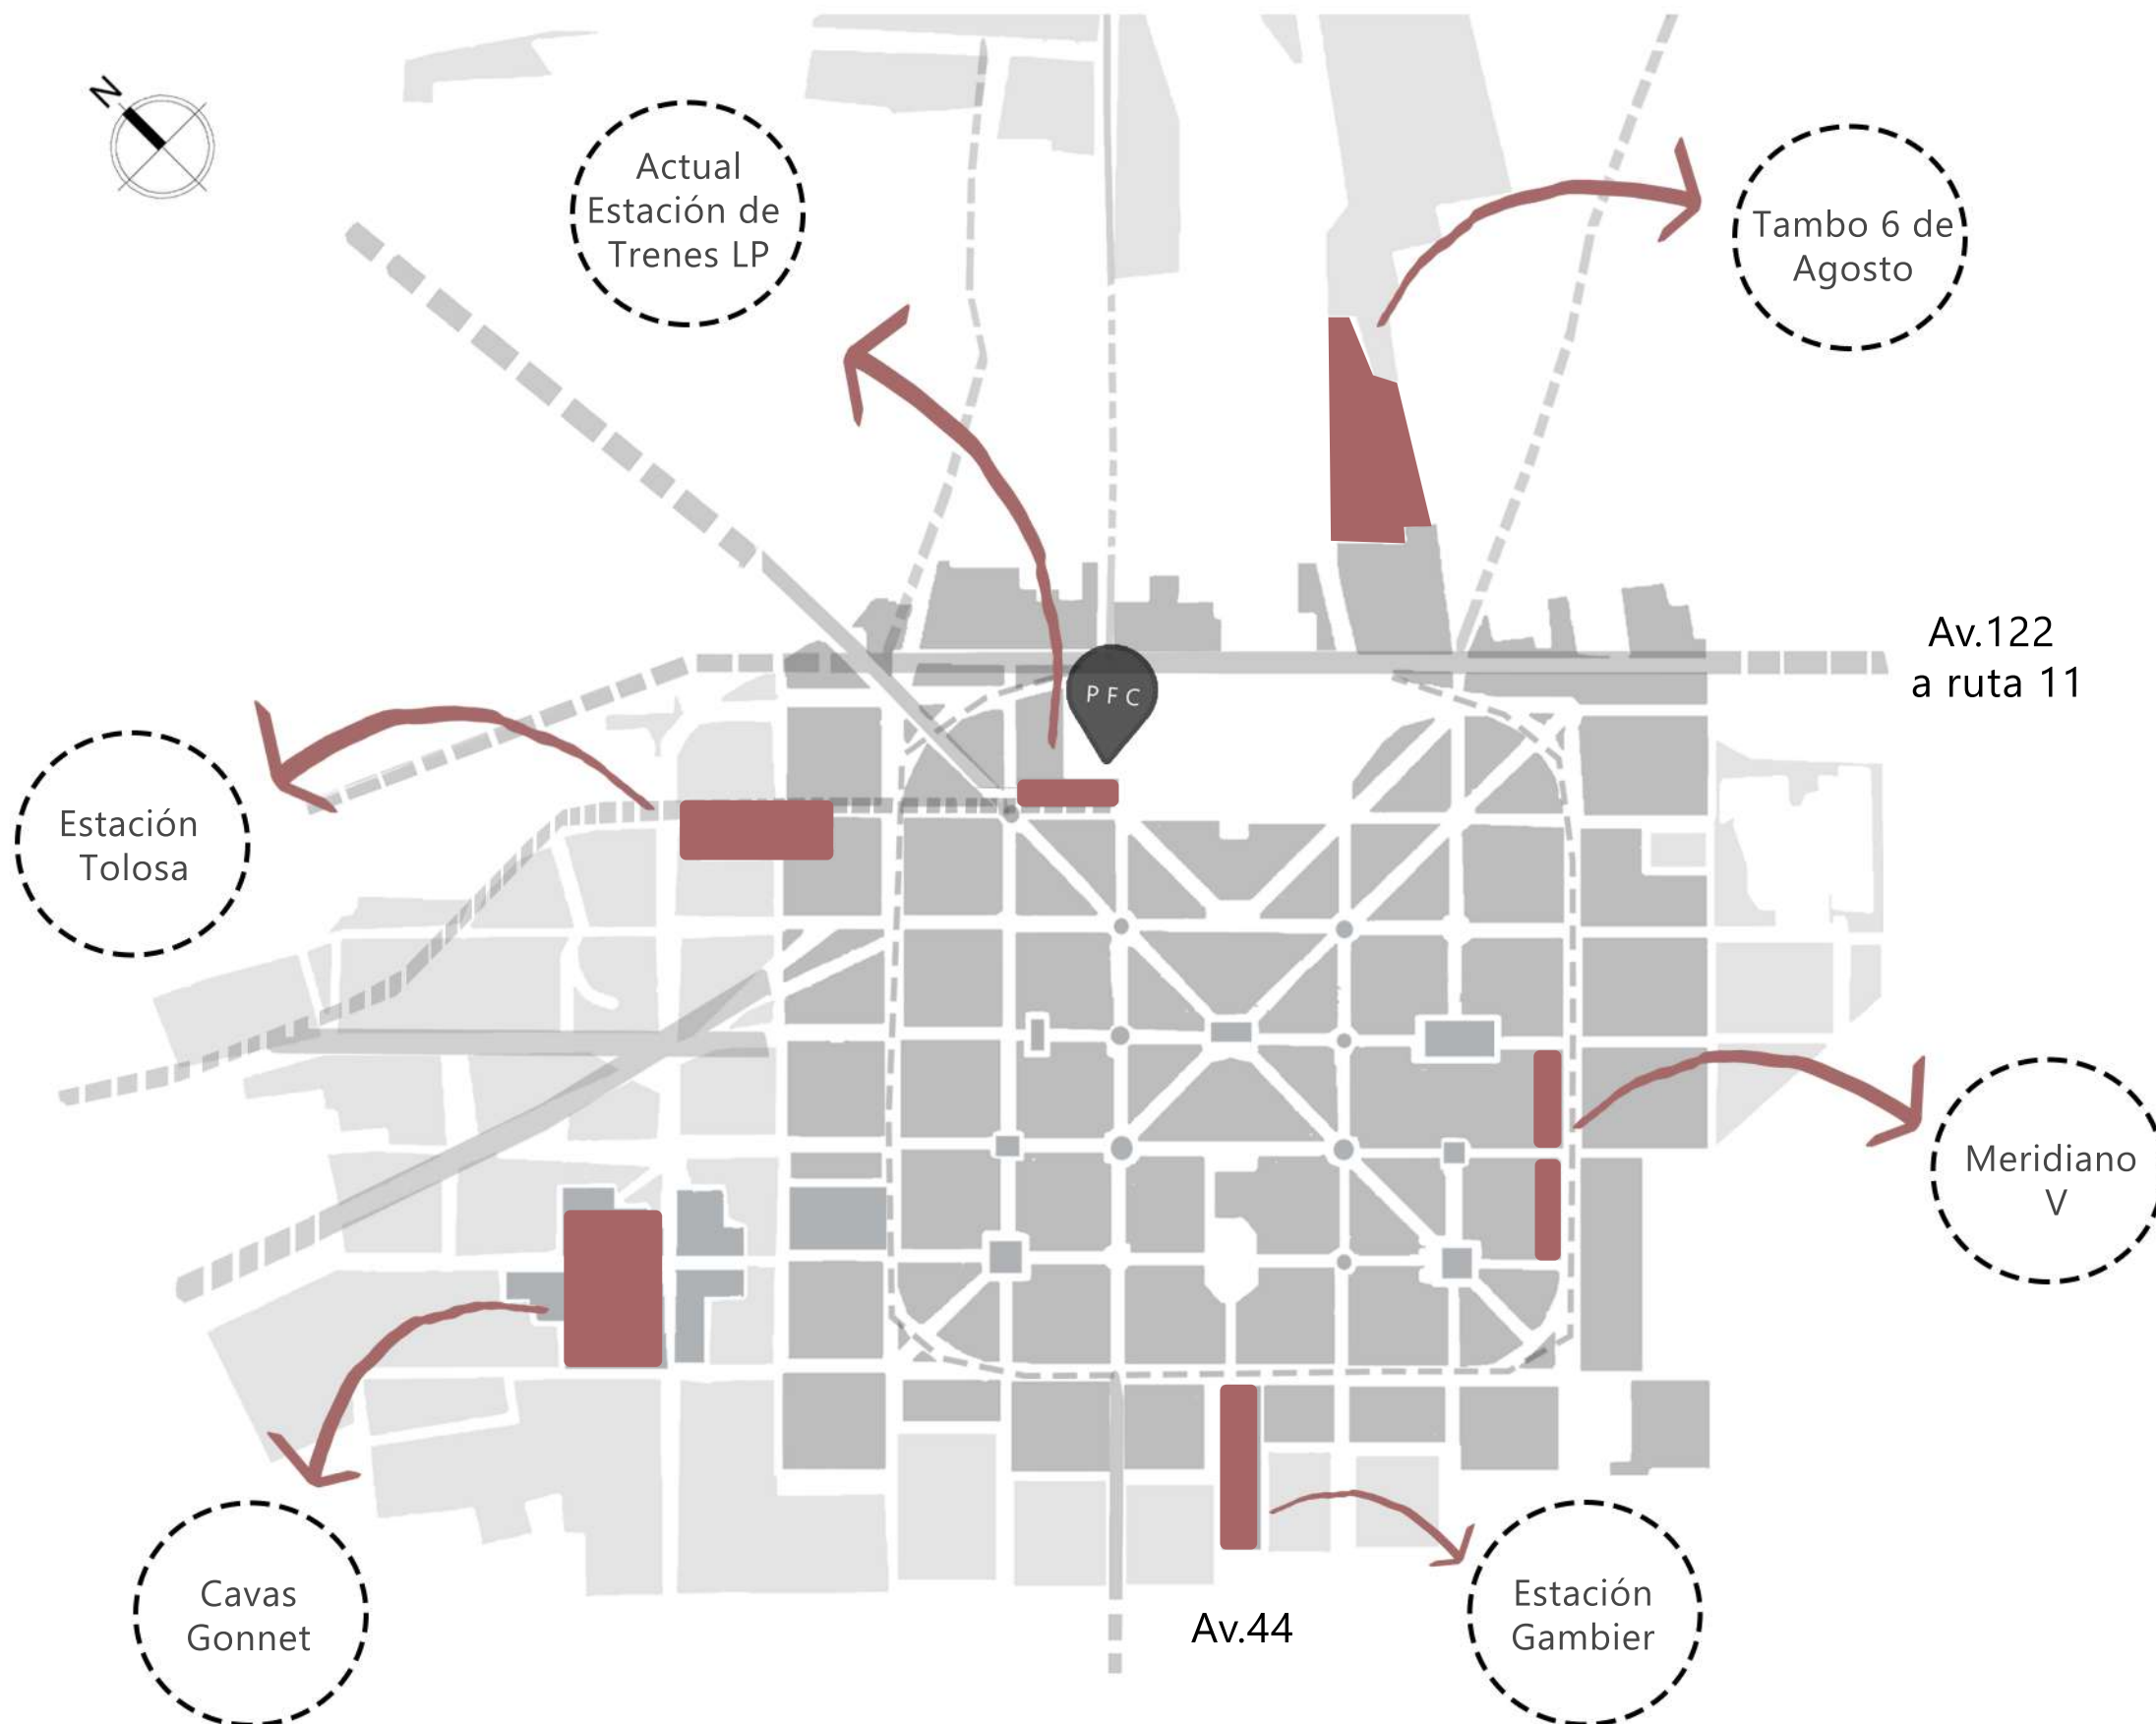 N
Actual
Estación de
Trenes LP
Tambo 6 de
Agosto
Av.122
a ruta 11
PFC
Estación
Tolosa
Meridiano
V
Cavas
Gonnet
Av.44
Estación
Gambier